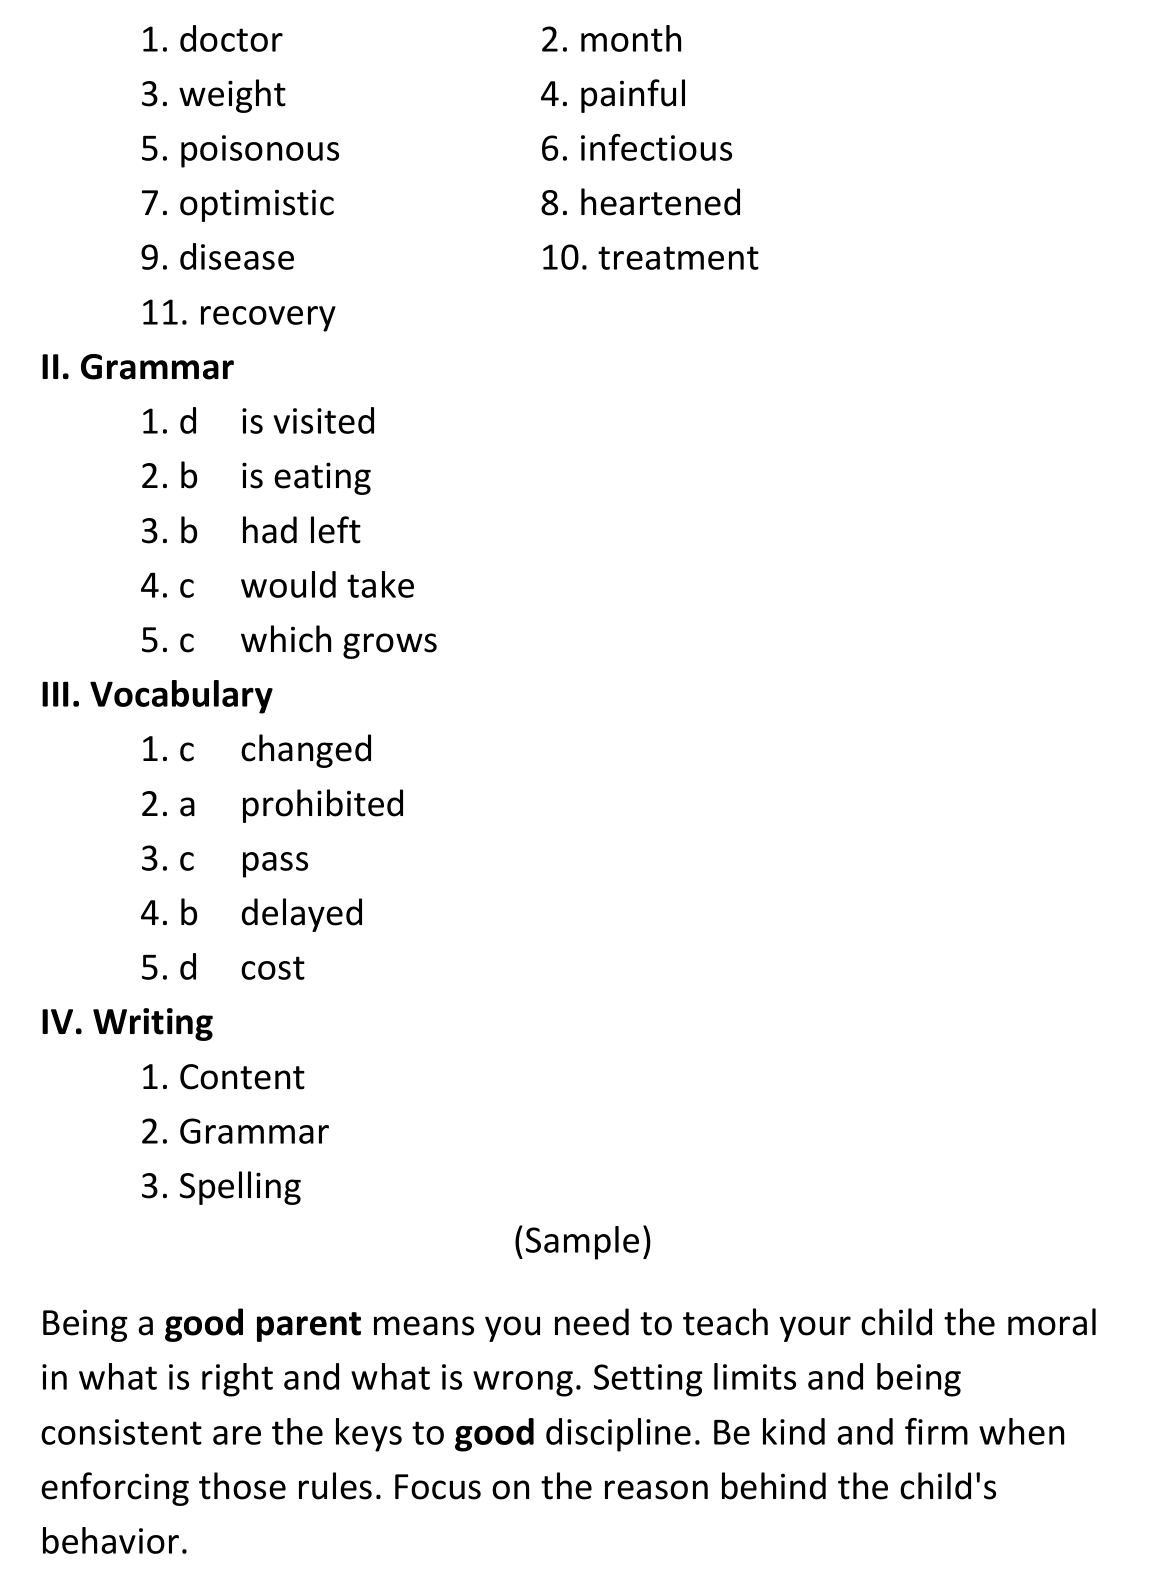 1. doctor 2. month
3. weight 4. painful
5. poisonous 6. infectious
7. optimistic 8. heartened
9. disease 10. treatment
11. recovery
II. Grammar
1. d is visited
2. b is eating
3. b had left
4. c would take
5. c which grows
III. Vocabulary
1. c changed
2. a prohibited
3. c pass
4. b delayed
5. d cost
IV. Writing
1. Content
2. Grammar
3. Spelling
(Sample)
Being a good parent means you need to teach your child the moral
in what is right and what is wrong. Setting limits and being
consistent are the keys to good discipline. Be kind and firm when
enforcing those rules. Focus on the reason behind the child's
behavior.